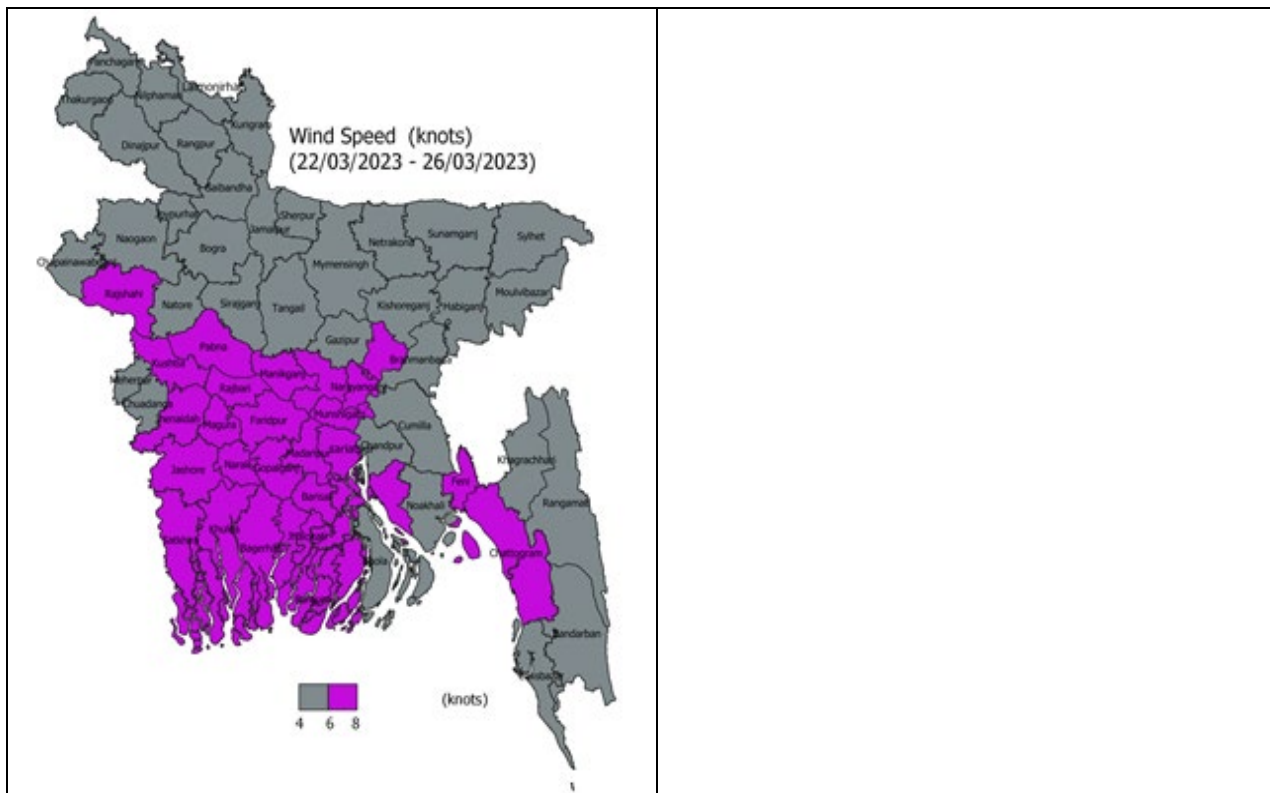 Panchagarh
Lalmonirhat
Nilphamari
Thakurgaon
Kurigram
Wind Speed (knots)
(22/03/2023 - 26/03/2023)
Dinajpur
Rangpur
Gaibandha
Joypurhat
Sherpur
Jamalpur
Naogaon
Bogra
Netrakona
Sunamganj
Sylhet
Mymensingh
Chapainawabganj
Rajshahi
Natore
Sirajganj
Tangail
Kishoreganj
Habiganj
Moulvibazar
Gazipur
Pabna
Brahmanbaria
Kushtia
Manikganj
Meherpur
Rajbari
Narayanganj
Chuadanga
Jhenaidah
Magura
Faridpur
Munshiganj
Cumilla
Chandpur
Madaripur
Shariatpur
Khagrachhari
Jashore
Narail
Gopalganj
Feni
Barisal
Noakhali
Rangamati
Satkhira
Khulna
Bagerhat
Jhalokati
Chattogram
Bhola
Bandarban
(knots)
4 6 8